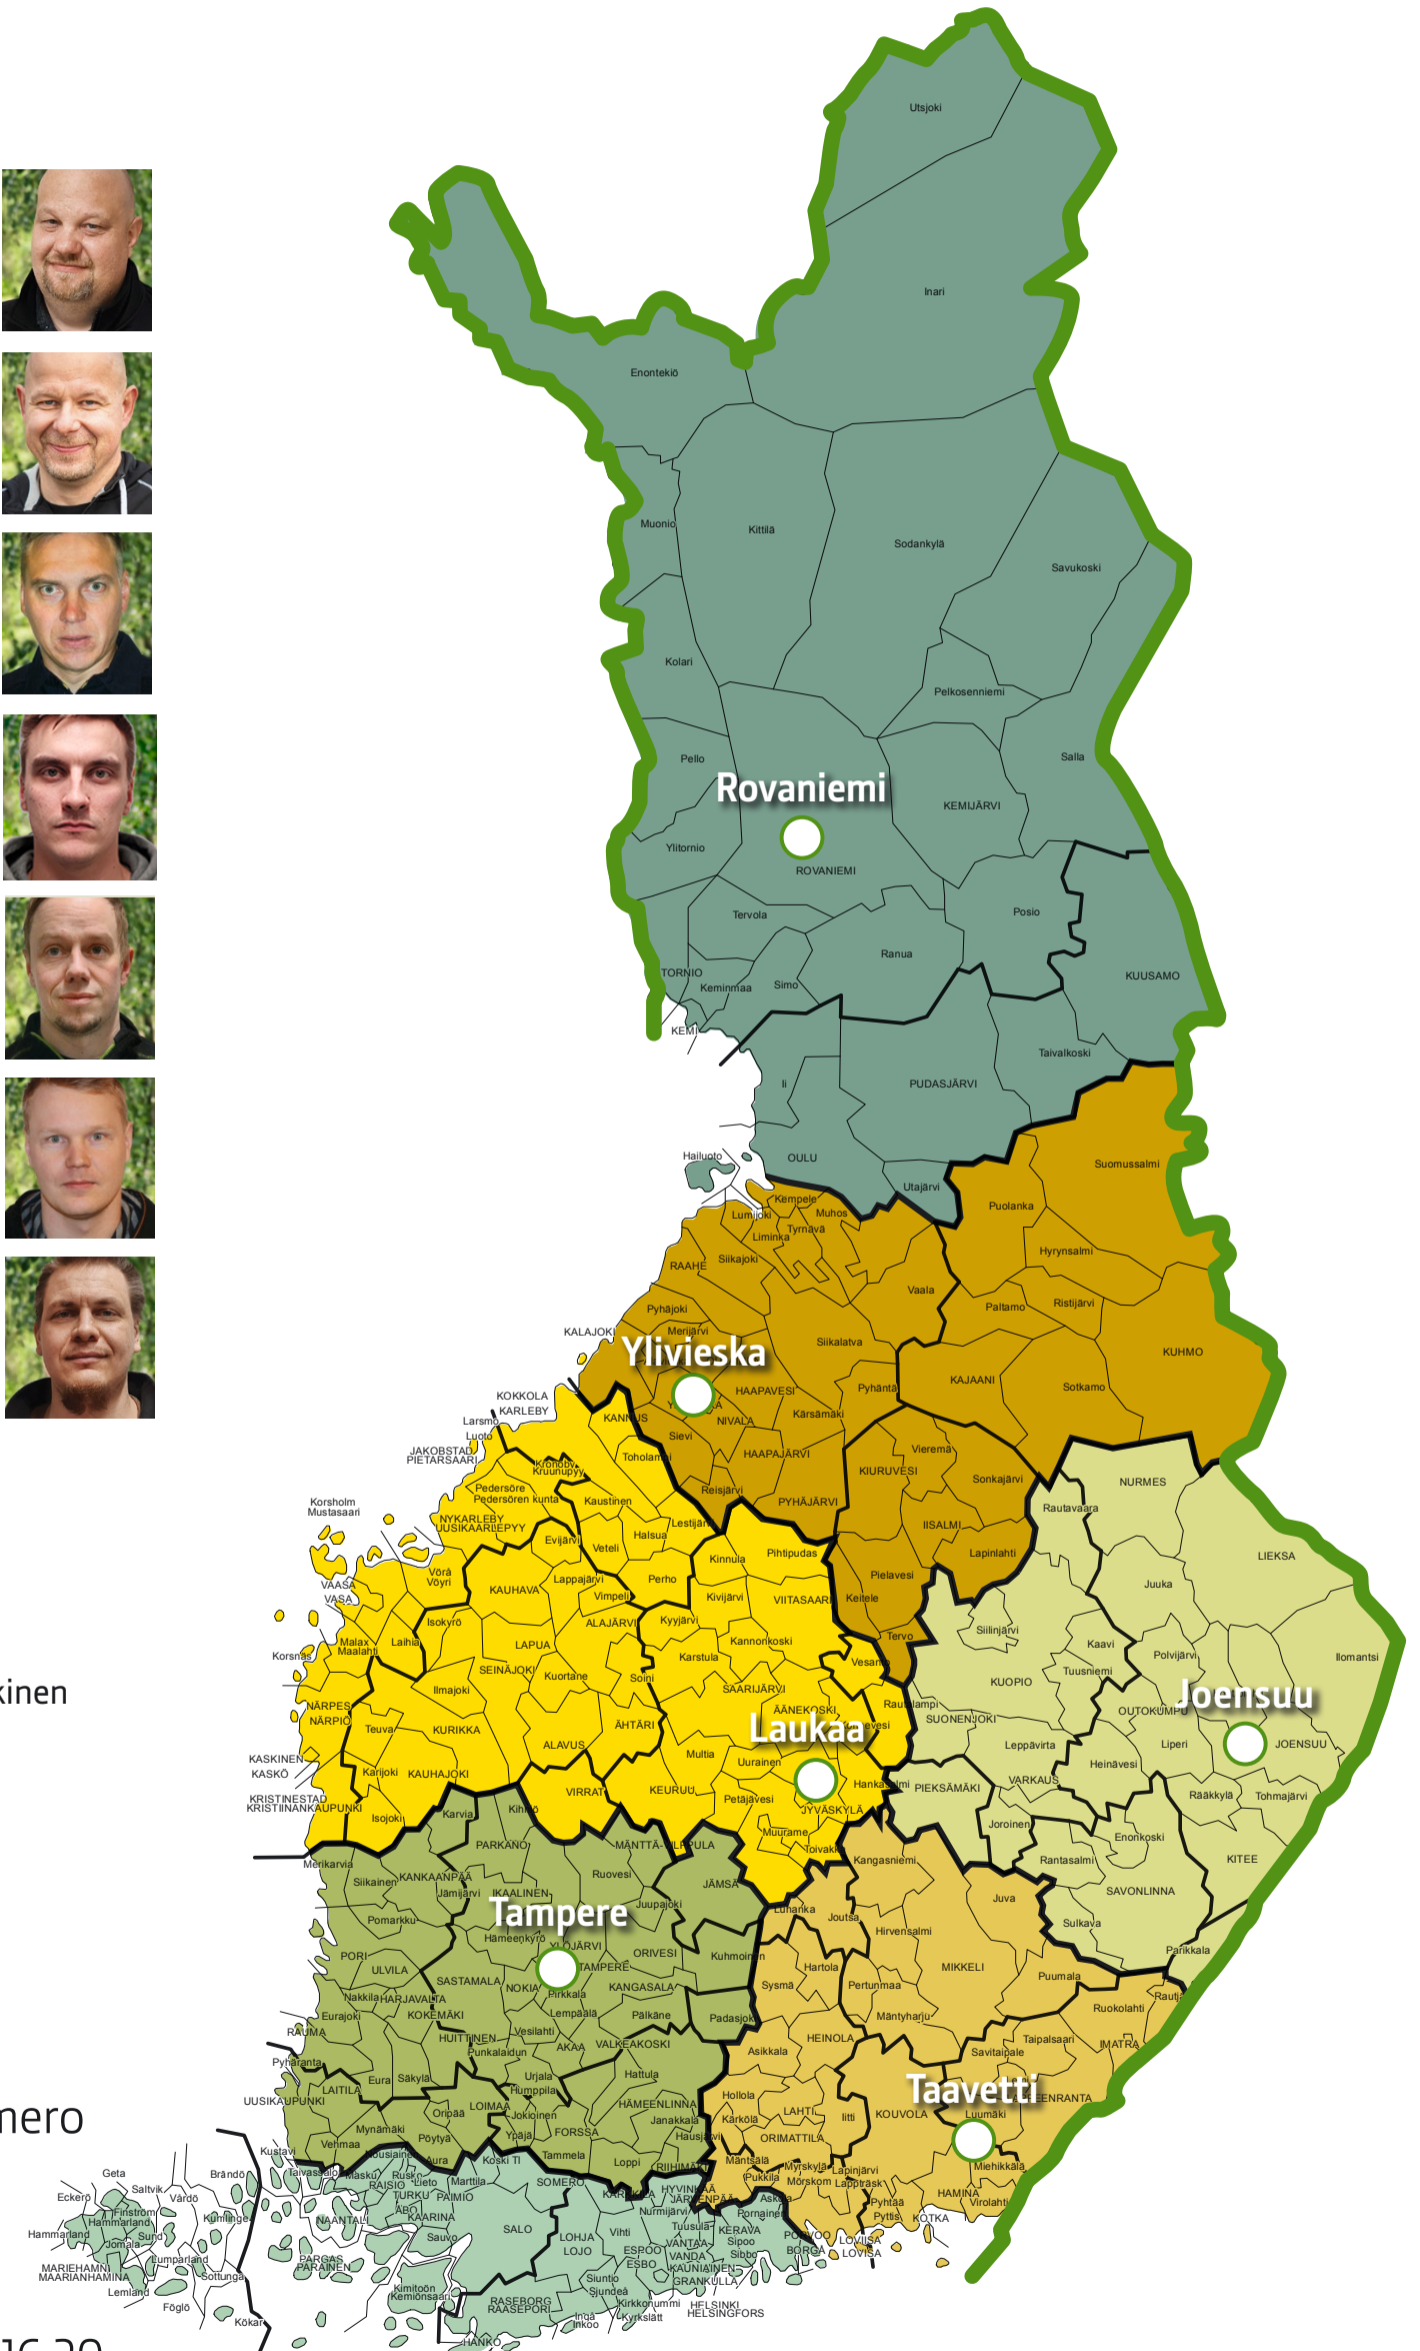 Utsjoki
Inari
Enontekiö
Muonio
Kittilä
Sodankylä
Savukoski
Kolari
Pelkosenniemi
Pello
Salla
Rovaniemi
KEMIJÄRVI
Ylitornio
ROVANIEMI
Tervola
Posio
Ranua
TORNIO
Keminmaa
Simo
KUUSAMO
KEMI
Taivalkoski
Ii
PUDASJÄRVI
Hailuoto
OULU
Utajärvi
Suomussalmi
Kempele
Lumijoki
Muhos
Puolanka
Tyrnävä
Liminka
Siikajoki
RAAHE
Hyrynsalmi
Vaala
Pyhäjoki
Paltamo
Ristijärvi
KALAJOKI
Merijärvi
Siikalatva
Ylivieska
KUHMO
HAAPAVESI
Pyhäntä
KAJAANI
Sotkamo
KOKKOLA
KARLEBY
KANNUS
NIVALA
Kärsämäki
Larsmo
Luoto
Sievi
JAKOBSTAD
PIETARSAARI
Toholampi
HAAPAJÄRVI
Vieremä
Kronoby
Kruunupyy
KIURUVESI
Sonkajärvi
NURMES
Pedersöre
Pedersören kunta
Kaustinen
Reisjärvi
PYHÄJÄRVI
Rautavaara
Korsholm
Mustasaari
NYKARLEBY
UUSIKAARLEPYY
Lestijärvi
IISALMI
Evijärvi
Veteli
Halsua
Kinnula
Pihtipudas
Lapinlahti
LIEKSA
Vörå
Vöyri
Lappajärvi
Perho
Pielavesi
Juuka
VAASA
VASA
KAUHAVA
Vimpeli
Kivijärvi
VIITASAARI
Keitele
Isokyrö
ALAJÄRVI
Kyyjärvi
Siilinjärvi
Malax
Maalahti
Laihia
LAPUA
Kannonkoski
Tervo
Kaavi
Korsnäs
Karstula
Vesanto
Polvijärvi
Ilomantsi
SEINÄJOKI
Kuortane
Soini
SAARIJÄRVI
KUOPIO
Tuusniemi
kinen
Ilmajoki
Joensuu
NÄRPES
NÄRPIÖ
Rautalampi
ÄÄNEKOSKI
SUONENJOKI
OUTOKUMPU
Teuva
KURIKKA
ÄHTÄRI
Laukaa
Leppävirta
Liperi
JOENSUU
ALAVUS
Multia
Uurainen
KASKINEN
KASKÖ
Karijoki
KAUHAJOKI
Heinävesi
VIRRAT
KEURUU
Petäjävesi
Hankasalmi
PIEKSÄMÄKI
VARKAUS
Rääkkylä
Tohmajärvi
KRISTINESTAD
KRISTIINANKAUPUNKI
JYVÄSKYLÄ
Isojoki
Karvia
Kihniö
Joroinen
Muurame
Enonkoski
PARKANO
MÄNTTÄ-VILPPULA
Toivakka
Kangasniemi
Rantasalmi
KITEE
Merikarvia
Siikainen
KANKAANPÄÄ
Ruovesi
JÄMSÄ
Jämijärvi
IKAALINEN
Juva
SAVONLINNA
Juupajoki
Luhanka
Joutsa
Pomarkku
Tampere
Sulkava
Hirvensalmi
Hämeenkyrö
YLÖJÄRVI
Parikkala
PORI
ORIVESI
Kuhmoinen
ULVILA
TAMPERE
Hartola
MIKKELI
SASTAMALA
NOKIA
Pirkkala
KANGASALA
Sysmä
Pertunmaa
Puumala
Nakkila
HARJAVALTA
Rautjärvi
Ruokolahti
Eurajoki
KOKEMÄKI
Lempäälä
Pälkäne
Padasjoki
Mäntyharju
RAUMA
HUITTINEN
Vesilahti
HEINOLA
Taipalsaari
IMATRA
AKAA
VALKEAKOSKI
Asikkala
Savitaipale
Punkalaidun
Pyhäranta
Eura
Säkylä
Urjala
Hattula
Taavetti
Humppila
LAITILA
Hollola
LAPPEENRANTA
UUSIKAUPUNKI
LOIMAA
HÄMEENLINNA
Oripää
Jokioinen
Janakkala
Kärkölä
LAHTI
Iitti
KOUVOLA
Luumäki
mero
Mynämäki
Pöytyä
Ypäjä
FORSSA
Hausjärvi
ORIMATTILA
Vehmaa
Kustavi
Nousiainen
Aura
Koski Tl
Tammela
Loppi
RIIHIMÄKI
Mäntsälä
Miehikkälä
Taivassalo
Masku
Rusko
Lieto
Marttila
SOMERO
Myrskylä
Mörskom
Lapinjärvi
Lappträsk
Pukkila
Geta
Brändö
RAISIO
TURKU
ÅBO
PAIMIO
KARKKILA
HYVINKÄÄ
JÄRVENPÄÄ
Askola
HAMINA
Virolahti
Saltvik
Eckerö
Vårdö
Pyhtää
Pyttis
KOTKA
Finström
Hammarland
Kumlinge
NAANTALI
KAARINA
Nurmijärvi
Pornainen
Hammarland
Sund
Jomala
Sauvo
SALO
LOHJA
LOJO
Vihti
Tuusula
KERAVA
PORVOO
BORGÅ
LOVIISA
LOVISA
Lumparland
PARGAS
PARAINEN
ESPOO
ESBO
VANTAA
VANDA
Sipoo
Sibbo
MARIEHAMN
MAARIANHAMINA
Sottunga
KAUNIAINEN
GRANKULLA
Lemland
Kimitoön
Kemiönsaari
Siuntio
Sjundeå
Föglö
RASEBORG
RAASEPORI
Kirkkonummi
Kyrkslätt
HELSINKI
HELSINGFORS
Kökar
Ingå
Inkoo
HANKO